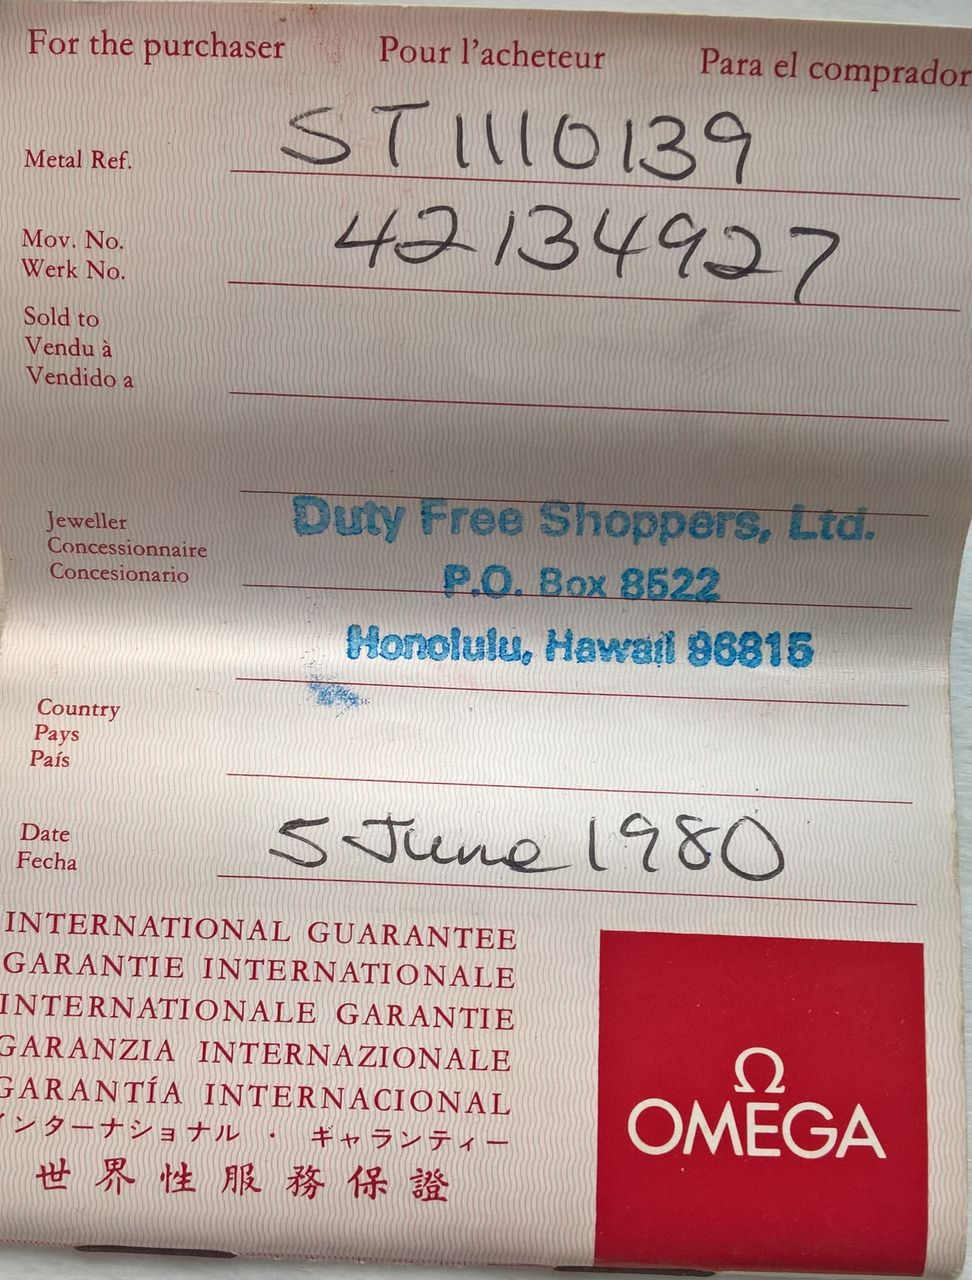 For the purchaser Pour l'acheteur Para el comprador
Metal Ref. ST 1110139
Mov. No. 42134927
Werk No.
Sold to
Vendu à
Vendido a
Jeweller Duty Free Shoppers, Ltd.
Concessionnaire
Concesionario P.O. Box 8522
Honolulu, Hawaii 96815
Country
Pays
País
Date 5 June 1980
Fecha
INTERNATIONAL GUARANTEE
GARANTIE INTERNATIONALE
INTERNATIONALE GARANTIE
GARANZIA INTERNAZIONALE
GARANTÍA INTERNACIONAL
インターナショナル · ギャランティー
世界性服務保證
Ω
OMEGA